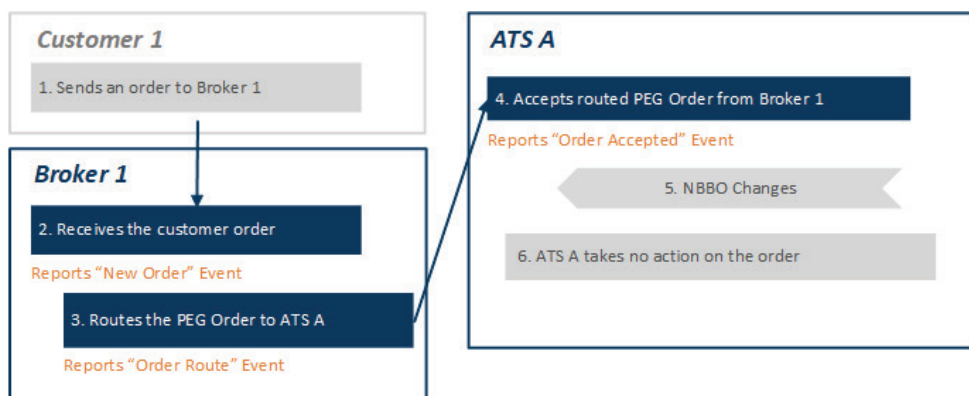 Customer 1
1. Sends an order to Broker 1
Broker 1
2. Receives the customer order
Reports “New Order” Event
3. Routes the PEG Order to ATS A
Reports “Order Route” Event
ATS A
4. Accepts routed PEG Order from Broker 1
Reports “Order Accepted” Event
5. NBBO Changes
6. ATS A takes no action on the order